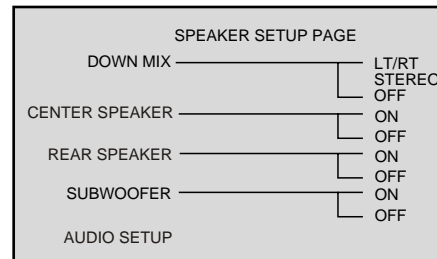 SPEAKER SETUP PAGE
DOWN MIX
LT/RT
STEREO
OFF
CENTER SPEAKER
ON
OFF
REAR SPEAKER
ON
OFF
SUBWOOFER
ON
OFF
AUDIO SETUP